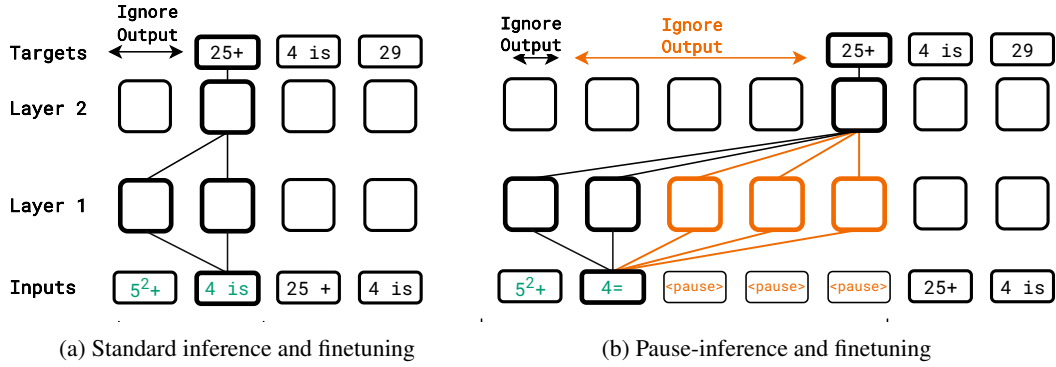 Ignore
Output
Targets
25+
4 is
29
Layer 2
Layer 1
Inputs
5²+
4 is
25 +
4 is
(a) Standard inference and finetuning
Ignore
Output
Ignore
Output
25+
4 is
29
5²+
4=
<pause>
<pause>
<pause>
25+
4 is
(b) Pause-inference and finetuning